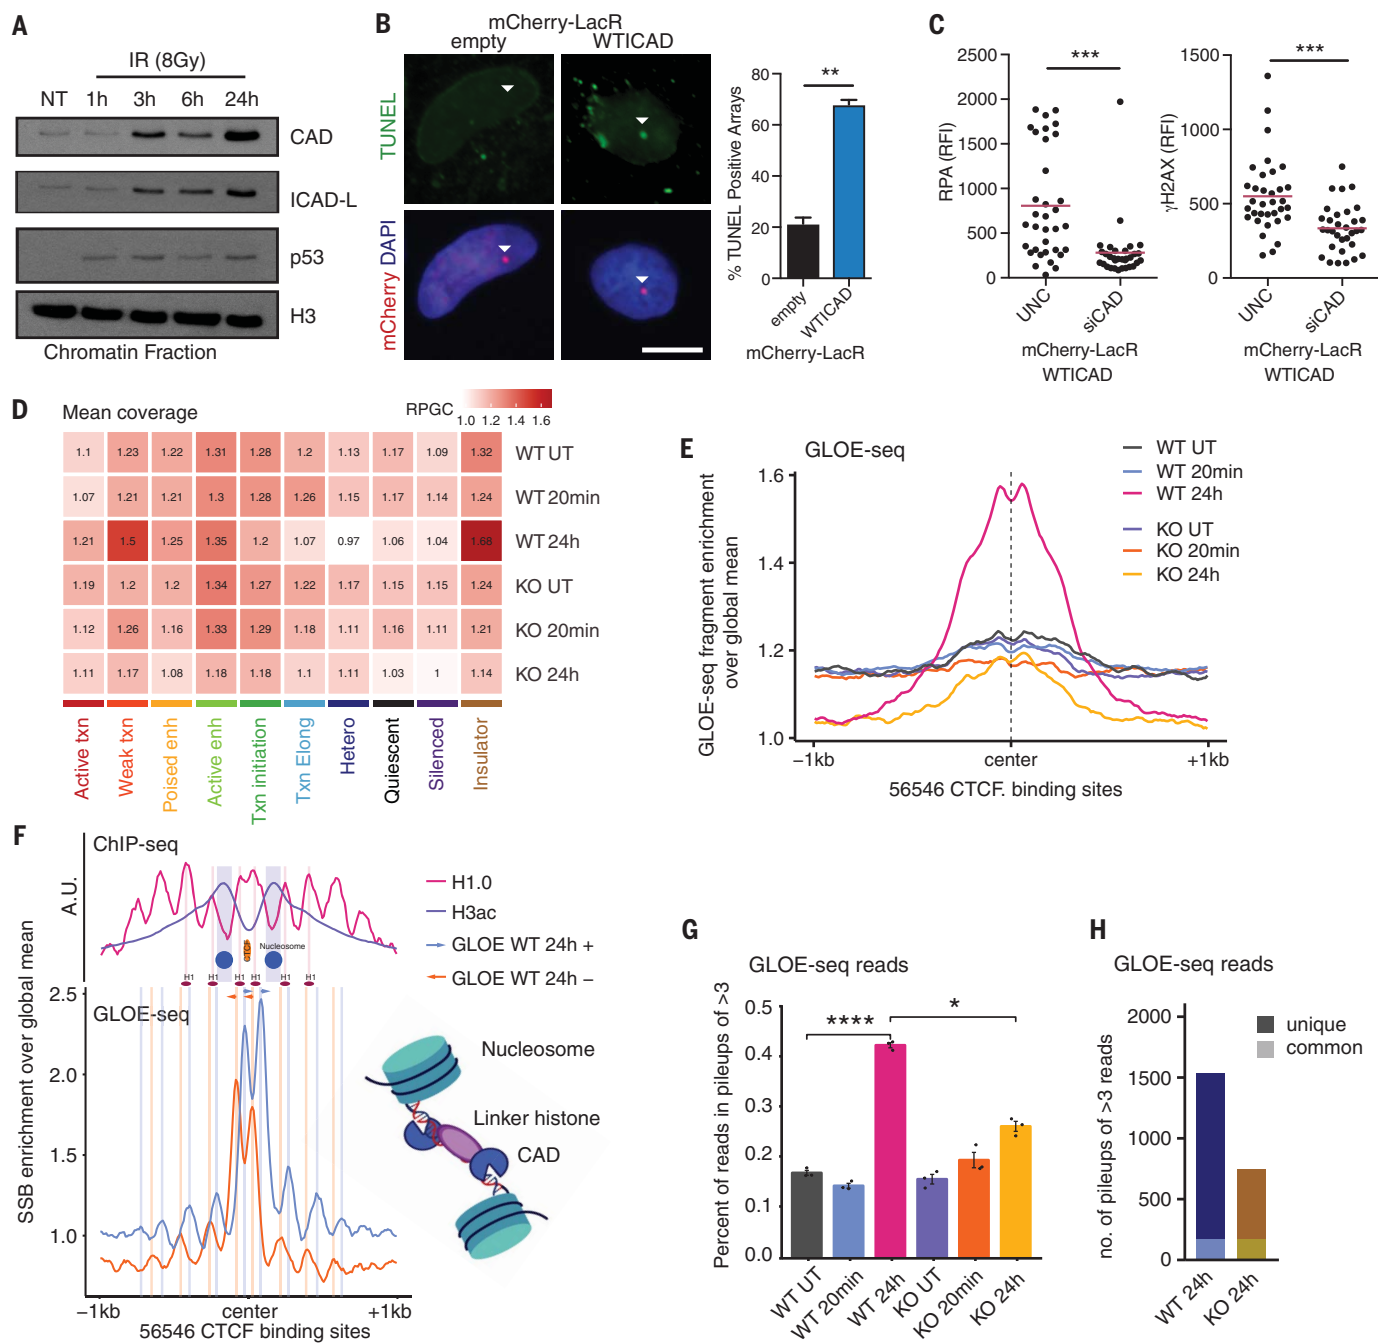 A
IR (8Gy)
NT 1h 3h 6h 24h
CAD
ICAD-L
p53
H3
Chromatin Fraction
B
mCherry-LacR
empty WTICAD
TUNEL
mCherry DAPI
% TUNEL Positive Arrays
80
60
40
20
0
**
empty WTICAD
mCherry-LacR
C
RPA (RFI)
2500
2000
1500
1000
500
0
***
UNC siCAD
mCherry-LacR
WTICAD
γH2AX (RFI)
1500
1000
500
0
***
UNC siCAD
mCherry-LacR
WTICAD
D
Mean coverage
RPGC
1.0 1.2 1.4 1.6
1.1 1.23 1.22 1.31 1.28 1.2 1.13 1.17 1.09 1.32 WT UT
1.07 1.21 1.21 1.3 1.28 1.26 1.15 1.17 1.14 1.24 WT 20min
1.21 1.5 1.25 1.35 1.2 1.07 0.97 1.06 1.04 1.68 WT 24h
1.19 1.2 1.2 1.34 1.27 1.22 1.17 1.15 1.15 1.24 KO UT
1.12 1.26 1.16 1.33 1.29 1.18 1.11 1.16 1.11 1.21 KO 20min
1.11 1.17 1.08 1.18 1.18 1.1 1.11 1.03 1 1.14 KO 24h
Active txn
Weak txn
Poised enh
Active enh
Txn initiation
Txn Elong
Hetero
Quiescent
Silenced
Insulator
E
GLOE-seq
GLOE-seq fragment enrichment
over global mean
1.6
1.4
1.2
1.0
WT UT
WT 20min
WT 24h
KO UT
KO 20min
KO 24h
−1kb center +1kb
56546 CTCF. binding sites
F
ChIP-seq
A.U.
H1.0
H3ac
GLOE WT 24h +
GLOE WT 24h −
CTCF
Nucleosome
H1 H1 H1 H1 H1 H1
GLOE-seq
SSB enrichment over global mean
2.5
2.0
1.5
1.0
−1kb center +1kb
56546 CTCF binding sites
Nucleosome
Linker histone
CAD
G
GLOE-seq reads
Percent of reads in pileups of >3
0.5
0.4
0.3
0.2
0.1
0.0
**** *
WT UT
WT 20min
WT 24h
KO UT
KO 20min
KO 24h
H
GLOE-seq reads
no. of pileups of >3 reads
2000
1500
1000
500
0
unique
common
WT 24h
KO 24h